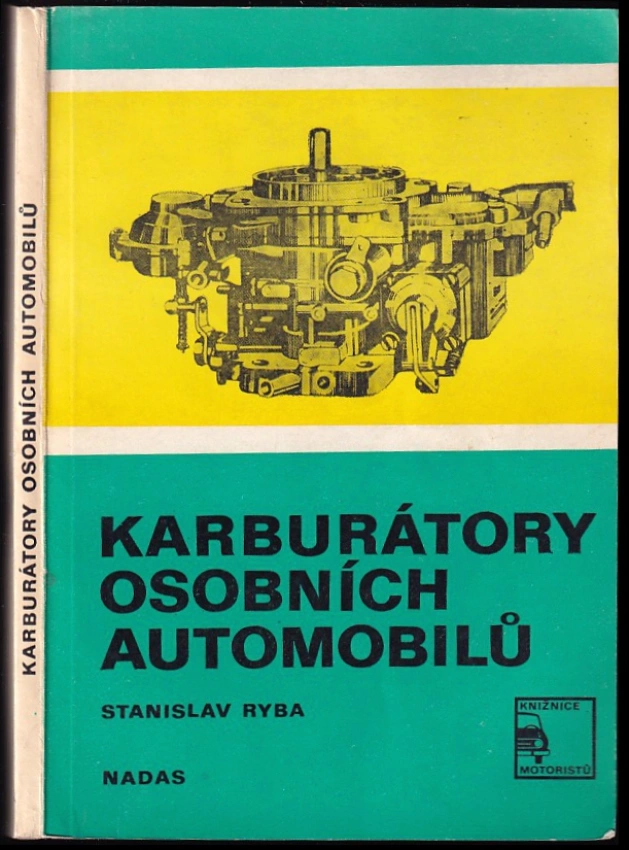 KARBURÁTORY OSOBNÍCH AUTOMOBILŮ
KARBURÁTORY
OSOBNÍCH
AUTOMOBILŮ
STANISLAV RYBA
NADAS
KNIŽNICE
MOTORISTŮ